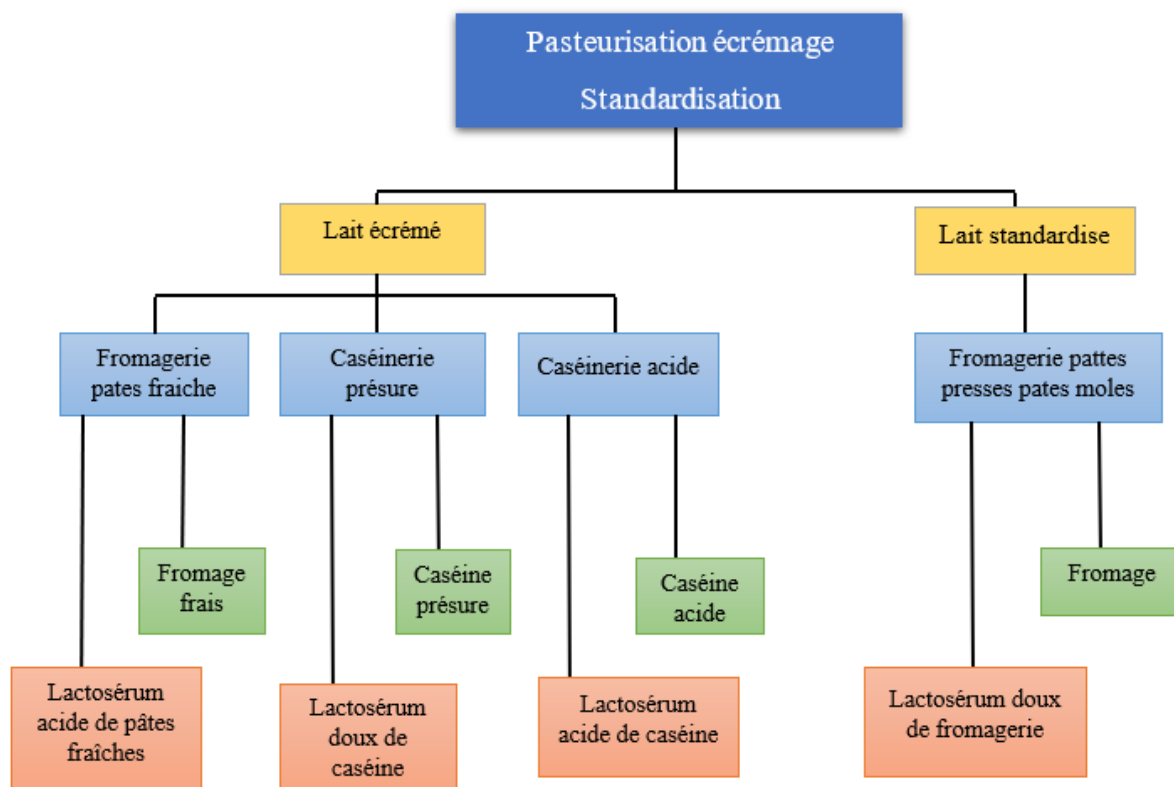 Pasteurisation écrémage
Standardisation
Lait écrémé
Lait standardise
Fromagerie
pates fraiche
Caséinerie
présure
Caséinerie acide
Fromagerie pattes
presses pates moles
Fromage
frais
Caséine
présure
Caséine
acide
Fromage
Lactosérum
acide de pâtes
fraîches
Lactosérum
doux de
caséine
Lactosérum
acide de caséine
Lactosérum doux
de fromagerie